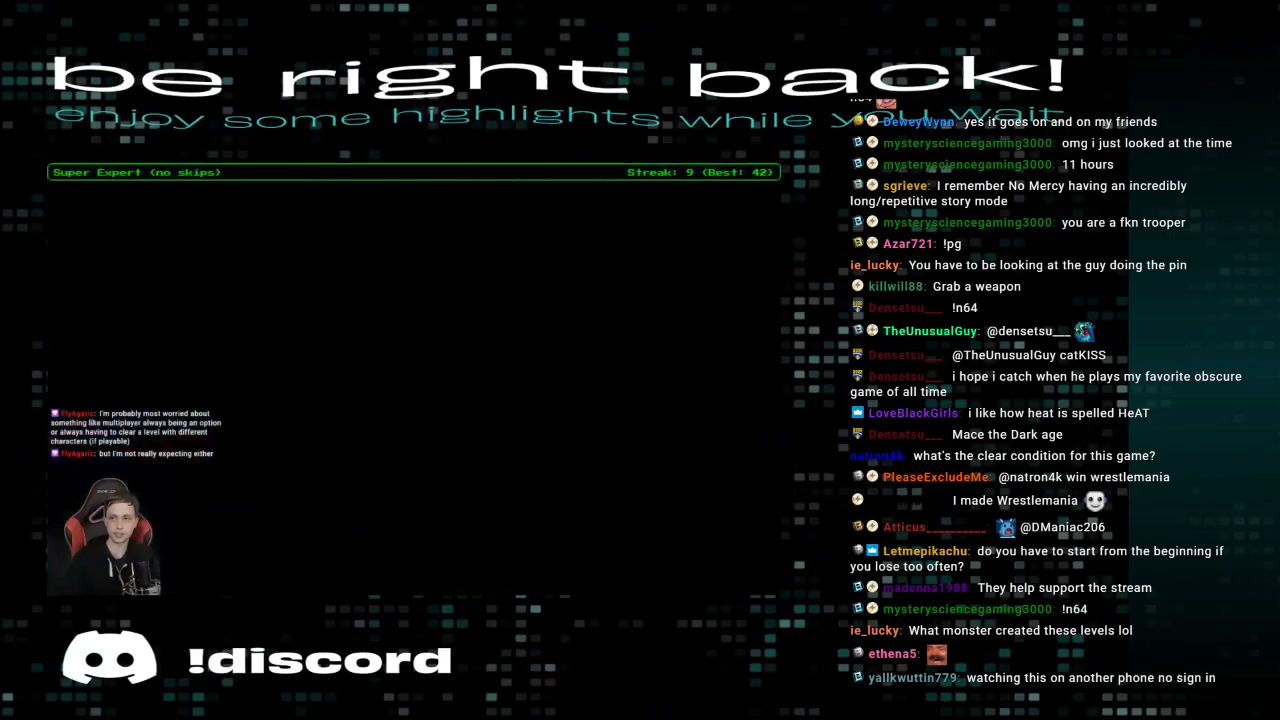 be right back!
enjoy some highlights while you wait
Super Expert (no skips)
Streak: 9 (Best: 42)
FlyAgaric: I'm probably most worried about
something like multiplayer always being an option
or always having to clear a level with different
characters (if playable)
FlyAgaric: but I'm not really expecting either
!discord
DeweyWynn: yes it goes on and on my friends
mysterysciencegaming3000: omg i just looked at the time
mysterysciencegaming3000: 11 hours
sgrieve: I remember No Mercy having an incredibly
long/repetitive story mode
mysterysciencegaming3000: you are a fkn trooper
Azar721: !pg
ie_lucky: You have to be looking at the guy doing the pin
killwill88: Grab a weapon
Densetsu___ !n64
TheUnusualGuy: @densetsu___
Densetsu___ @TheUnusualGuy catKISS
Densetsu___ i hope i catch when he plays my favorite obscure
game of all time
LoveBlackGirls: i like how heat is spelled HeAT
Densetsu___ Mace the Dark age
natron4k: what's the clear condition for this game?
PleaseExcludeMe: @natron4k win wrestlemania
I made Wrestlemania
Atticus__________: @DManiac206
Letmepikachu: do you have to start from the beginning if
you lose too often?
madonna1988 They help support the stream
mysterysciencegaming3000: !n64
ie_lucky: What monster created these levels lol
ethena5:
yallkwuttin779: watching this on another phone no sign in